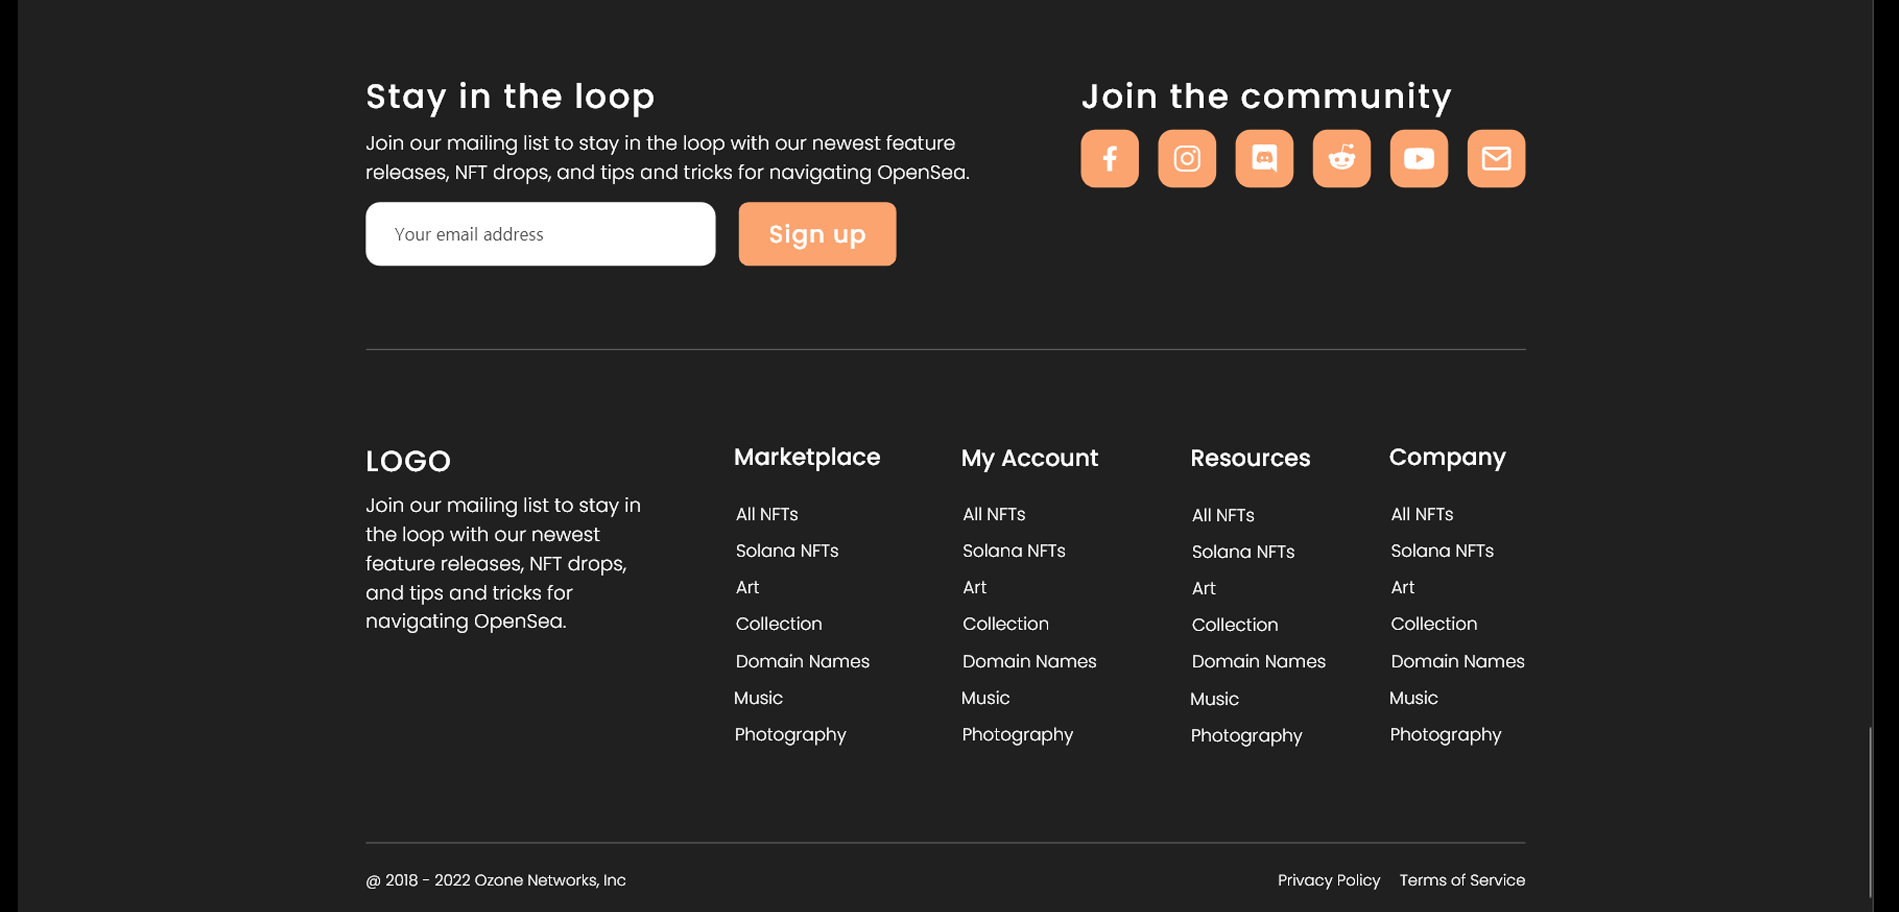 Stay in the loop
Join our mailing list to stay in the loop with our newest feature
releases, NFT drops, and tips and tricks for navigating OpenSea.
Your email address
Sign up
Join the community
LOGO
Join our mailing list to stay in
the loop with our newest
feature releases, NFT drops,
and tips and tricks for
navigating OpenSea.
Marketplace
All NFTs
Solana NFTs
Art
Collection
Domain Names
Music
Photography
My Account
All NFTs
Solana NFTs
Art
Collection
Domain Names
Music
Photography
Resources
All NFTs
Solana NFTs
Art
Collection
Domain Names
Music
Photography
Company
All NFTs
Solana NFTs
Art
Collection
Domain Names
Music
Photography
@ 2018 - 2022 Ozone Networks, Inc
Privacy Policy
Terms of Service